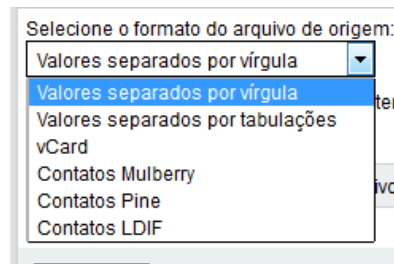 Selecione o formato do arquivo de origem:
Valores separados por vírgula
Valores separados por vírgula
Valores separados por tabulações
vCard
Contatos Mulberry
Contatos Pine
Contatos LDIF